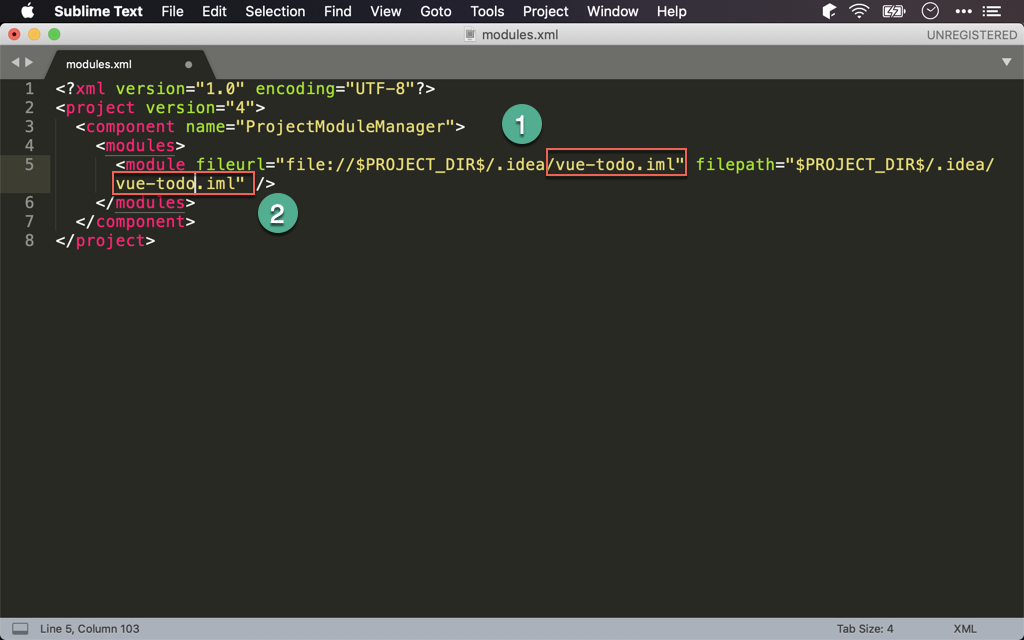 Sublime Text File Edit Selection Find View Goto Tools Project Window Help
modules.xml UNREGISTERED
modules.xml
1 <?xml version="1.0" encoding="UTF-8"?>
2 <project version="4">
3 <component name="ProjectModuleManager">
1
4 <modules>
5 <module fileurl="file://$PROJECT_DIR$/.idea/vue-todo.iml" filepath="$PROJECT_DIR$/.idea/
vue-todo.iml" />
6 </modules>
2
7 </component>
8 </project>
Line 5, Column 103 Tab Size: 4 XML